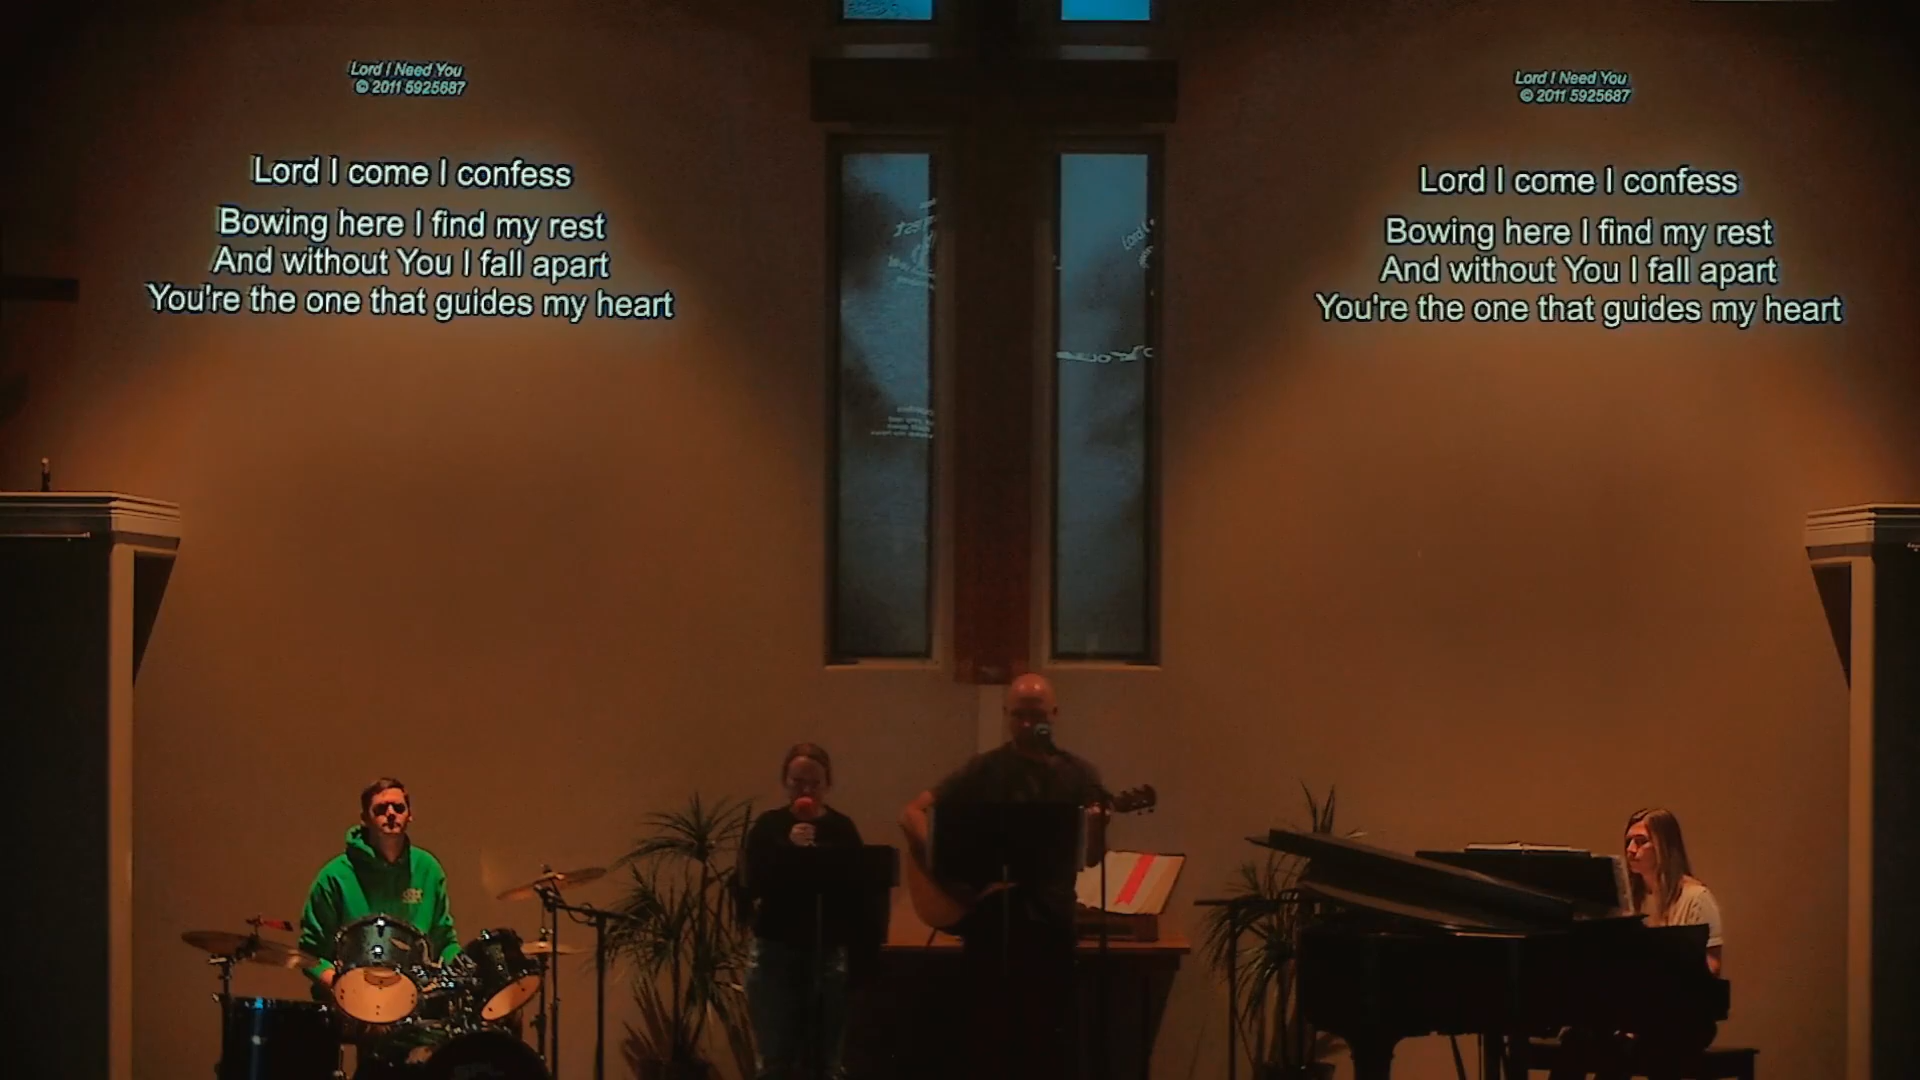 Lord I Need You
© 2011 5925687
Lord I come I confess
Bowing here I find my rest
And without You I fall apart
You're the one that guides my heart
Lord I Need You
© 2011 5925687
Lord I come I confess
Bowing here I find my rest
And without You I fall apart
You're the one that guides my heart